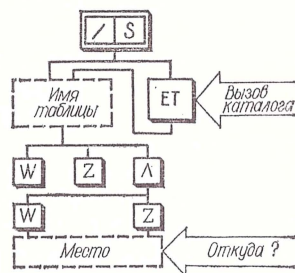 / S
Имя
таблицы
ET
Вызов
каталога
W Z Λ
W Z
Место
Откуда ?